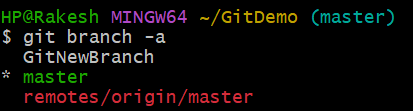 HP@Rakesh MINGW64 ~/GitDemo (master)
$ git branch -a
  GitNewBranch
* master
  remotes/origin/master